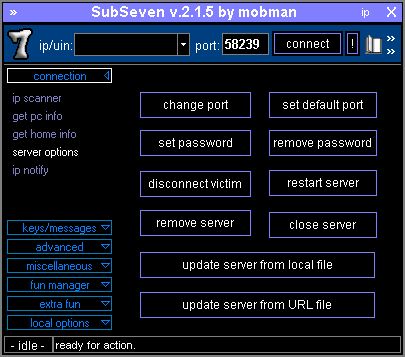 » SubSeven v.2.1.5 by mobman ip X
7 ip/uin: port: 58239 connect ! »
»
connection
ip scanner
get pc info
get home info
server options
ip notify
change port set default port
set password remove password
disconnect victim restart server
remove server close server
update server from local file
update server from URL file
keys/messages
advanced
miscellaneous
fun manager
extra fun
local options
- idle - ready for action.